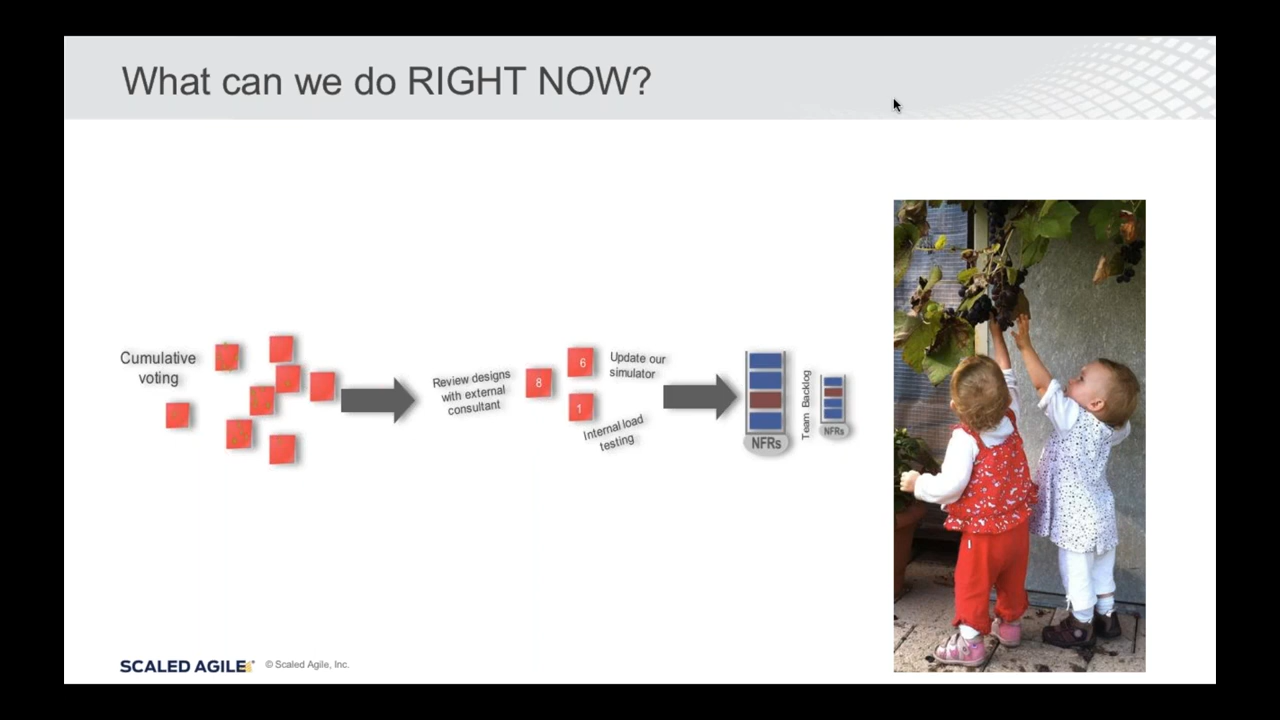 What can we do RIGHT NOW?
Cumulative
voting
Review designs
with external
consultant
8
6
1
Update our
simulator
Internal load
testing
NFRs
Team Backlog
NFRs
SCALED AGILE
© Scaled Agile, Inc.